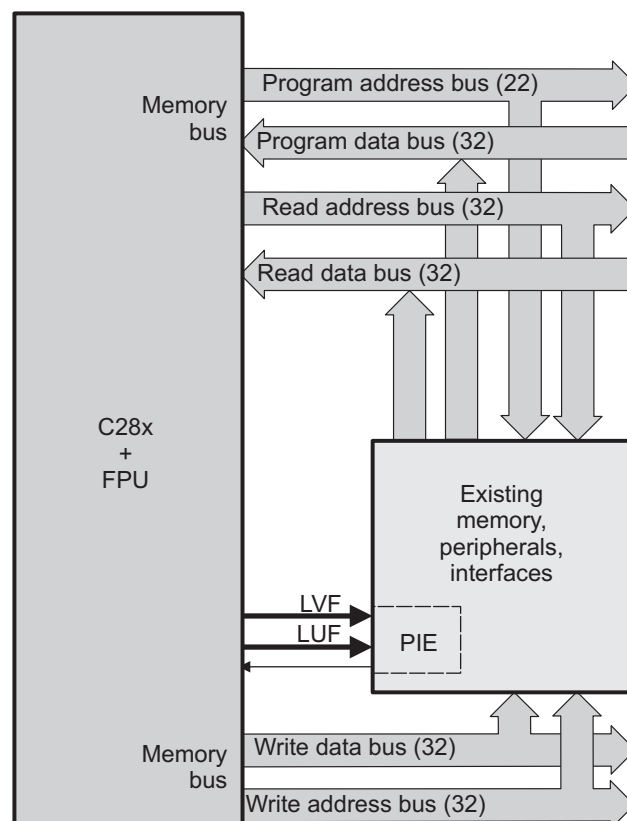 Program address bus (22)
Memory
bus
Program data bus (32)
Read address bus (32)
Read data bus (32)
C28x
+
FPU
Existing
memory,
peripherals,
interfaces
LVF
LUF
PIE
Memory
bus
Write data bus (32)
Write address bus (32)